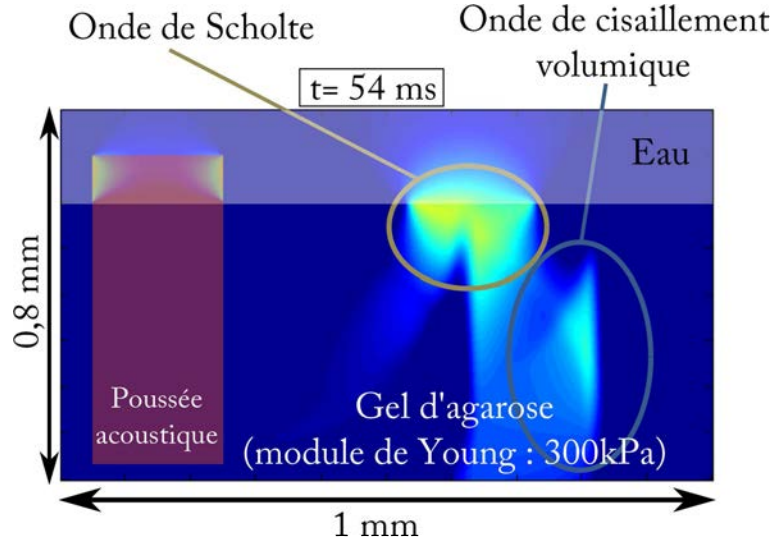 Onde de Scholte
Onde de cisaillement
volumique
t= 54 ms
Eau
0,8 mm
Poussée
acoustique
Gel d'agarose
(module de Young : 300kPa)
1 mm